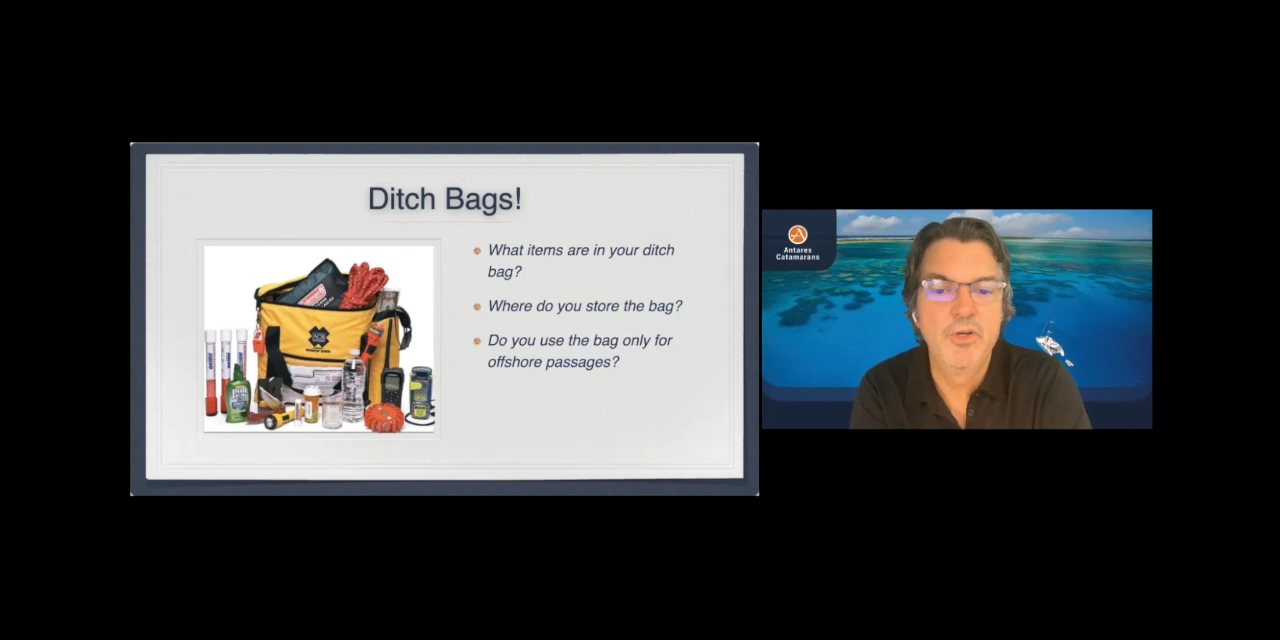 Ditch Bags!
What items are in your ditch
bag?
Where do you store the bag?
Do you use the bag only for
offshore passages?
Antares
Catamarans